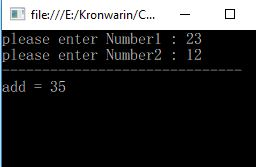 file:///E:/Kronwarin/C...
please enter Number1 : 23
please enter Number2 : 12
------------------------------
add = 35